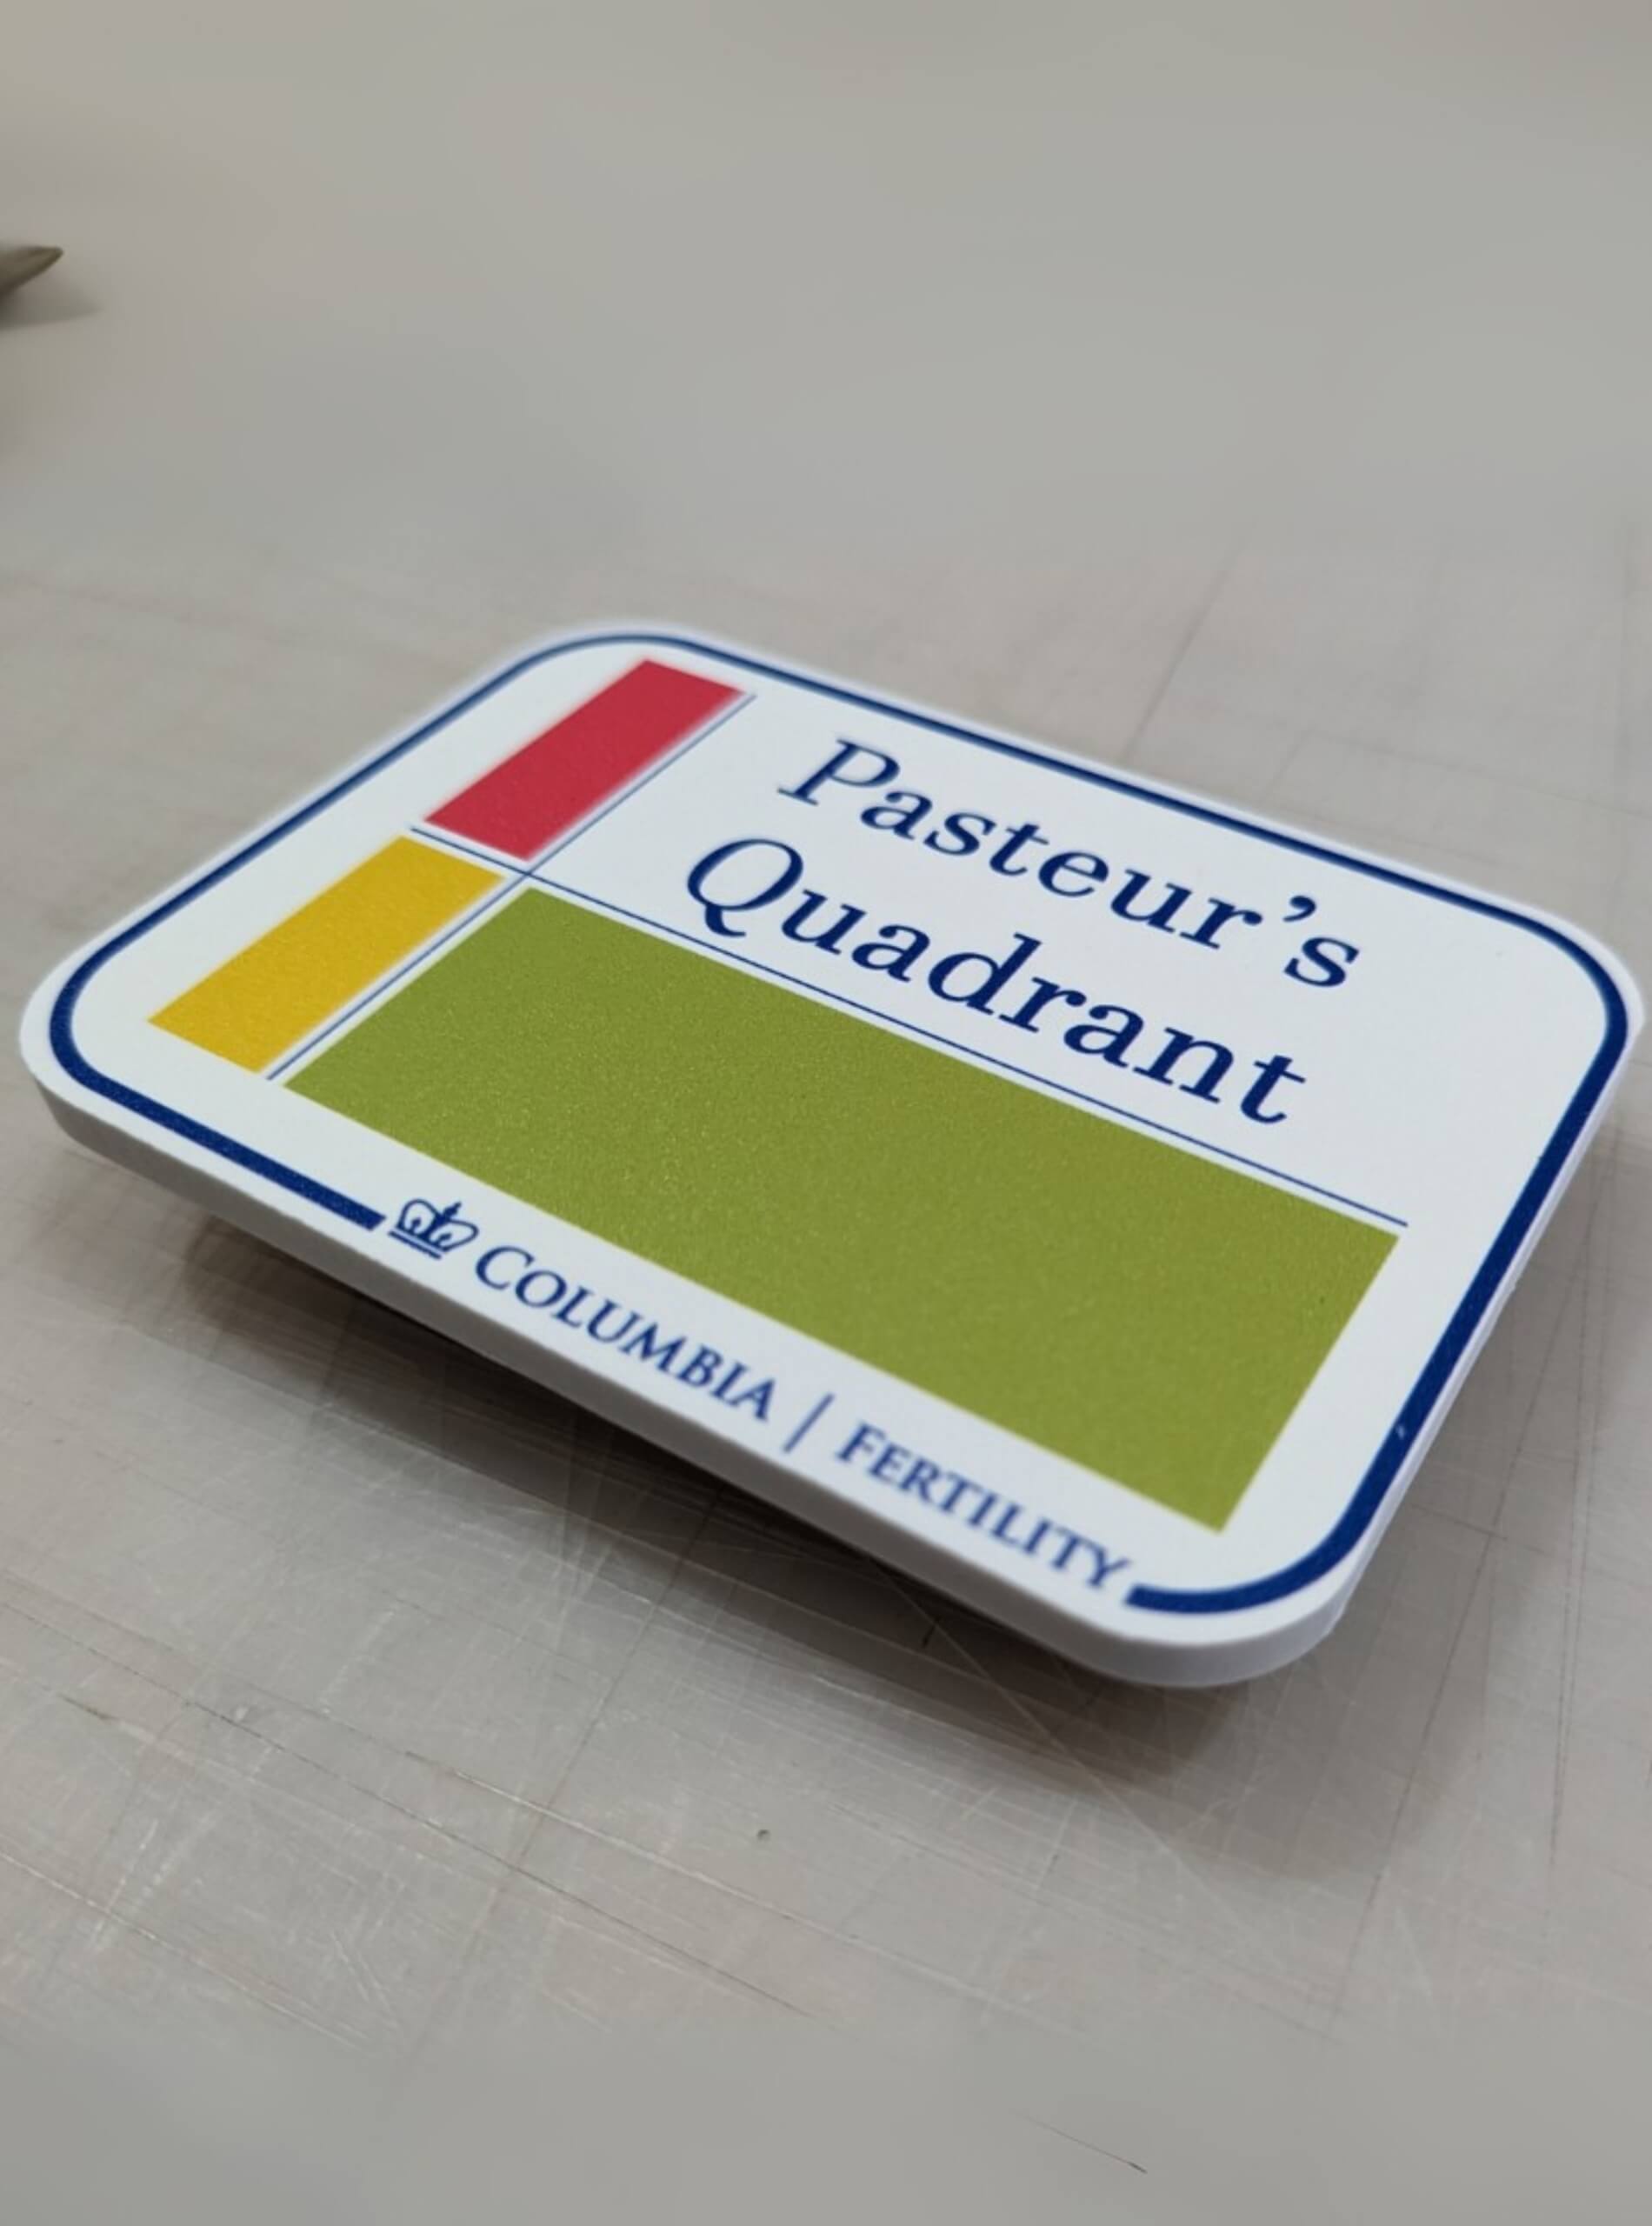 Pasteur’s
Quadrant
COLUMBIA | FERTILITY